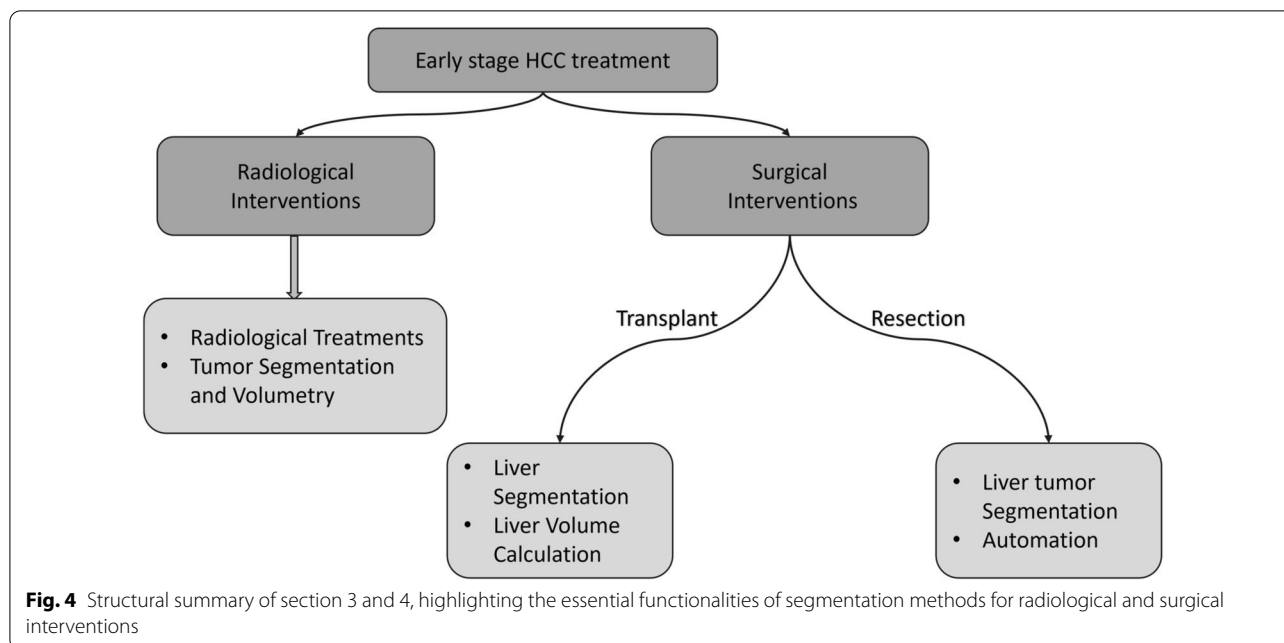 Early stage HCC treatment
Radiological
Interventions
Surgical
Interventions
• Radiological Treatments
• Tumor Segmentation
and Volumetry
Transplant
Resection
• Liver
Segmentation
• Liver Volume
Calculation
• Liver tumor
Segmentation
• Automation
Fig. 4 Structural summary of section 3 and 4, highlighting the essential functionalities of segmentation methods for radiological and surgical
interventions